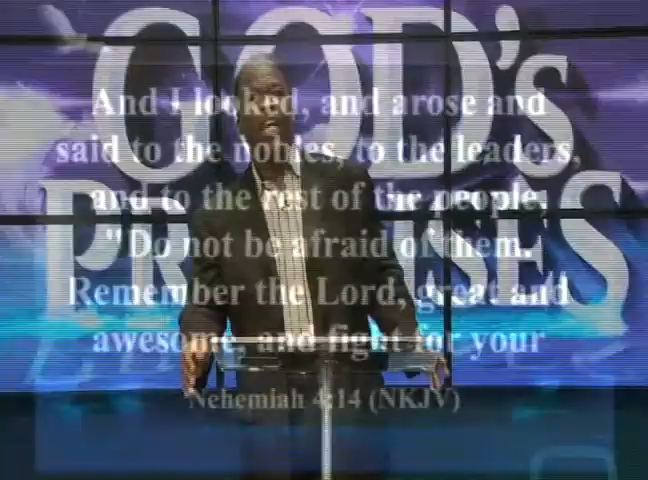 GOD's
PROMISES
And I looked, and arose and
said to the nobles, to the leaders,
and to the rest of the people,
"Do not be afraid of them.
Remember the Lord, great and
awesome, and fight for your
Nehemiah 4:14 (NKJV)